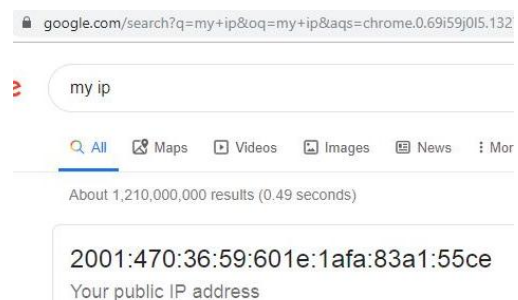 google.com/search?q=my+ip&oq=my+ip&aqs=chrome.0.69i59j0l5.132
my ip
All Maps Videos Images News
About 1,210,000,000 results (0.49 seconds)
2001:470:36:59:601e:1afa:83a1:55ce
Your public IP address